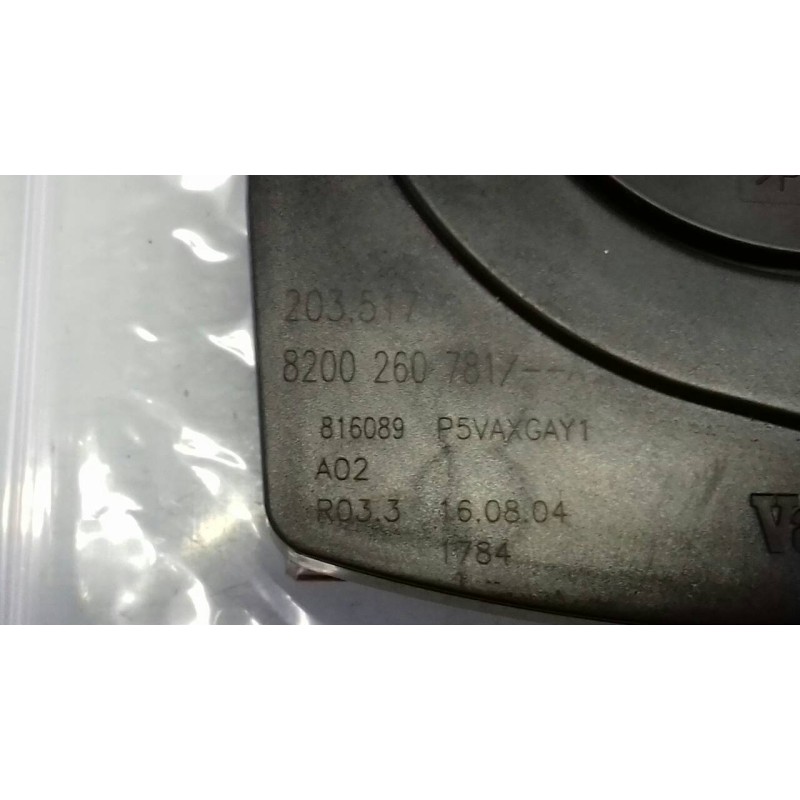 203.517
8200 260 781/--A
816089 P5VAXGAY1
A02
R03.3 16.08.04
1784